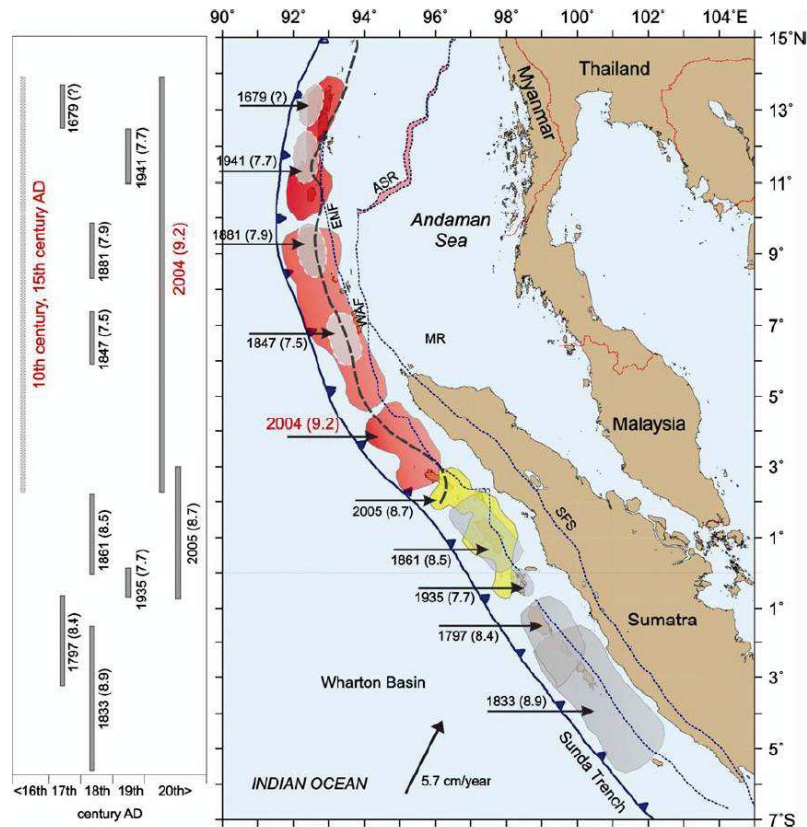 90°
92°
94°
96°
98°
100°
102°
104°E
15°N
13°
11°
9°
7°
5°
3°
1°
1°
3°
5°
7°S
10th century, 15th century AD
1679 (?)
1941 (7.7)
1881 (7.9)
1847 (7.5)
2004 (9.2)
1861 (8.5)
1935 (7.7)
2005 (8.7)
1797 (8.4)
1833 (8.9)
<16th
17th
18th
19th
20th>
century AD
Thailand
Myanmar
1679 (?)
1941 (7.7)
ASR
ENF
Andaman
Sea
1881 (7.9)
WAF
1847 (7.5)
MR
Malaysia
2004 (9.2)
2005 (8.7)
SFS
1861 (8.5)
1935 (7.7)
1797 (8.4)
Sumatra
Wharton Basin
1833 (8.9)
Sunda Trench
INDIAN OCEAN
5.7 cm/year